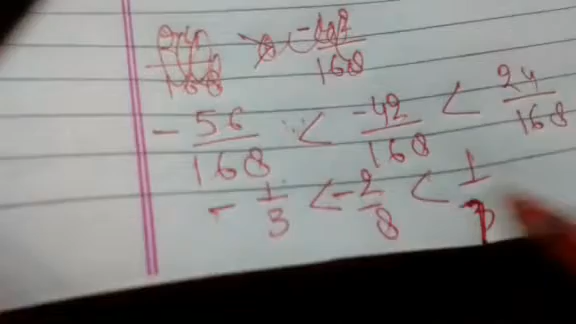 -56/168 < -42/168 < 24/168
-1/3 < -2/8 < 1/7